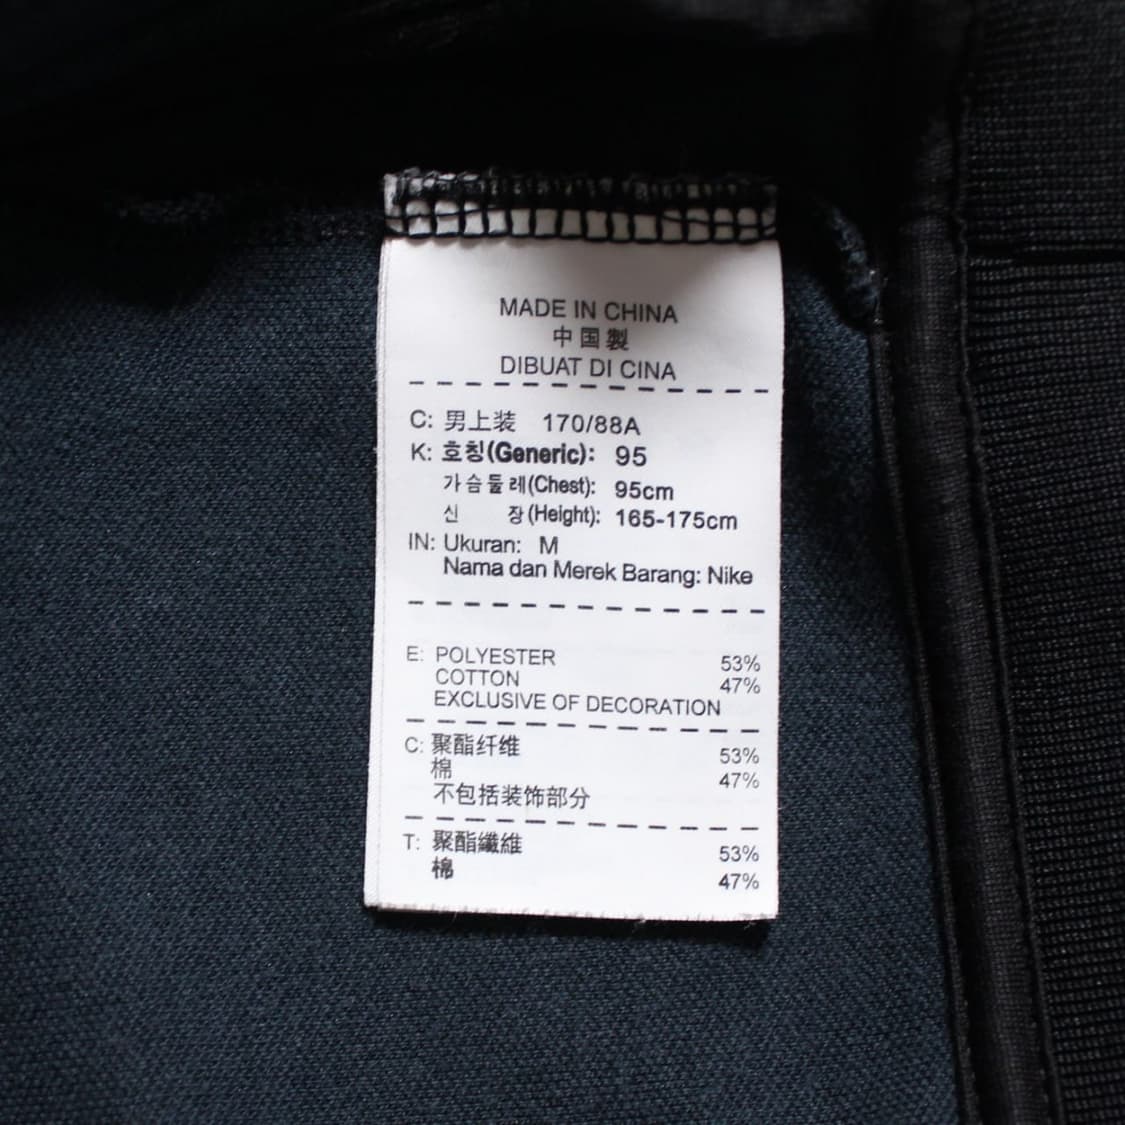 MADE IN CHINA
中国製
DIBUAT DI CINA
C: 男上装 170/88A
K: 호칭(Generic): 95
가슴둘레(Chest): 95cm
신 장(Height): 165-175cm
IN: Ukuran: M
Nama dan Merek Barang: Nike
E: POLYESTER 53%
COTTON 47%
EXCLUSIVE OF DECORATION
C: 聚酯纤维 53%
棉 47%
不包括装饰部分
T: 聚酯纖維 53%
棉 47%